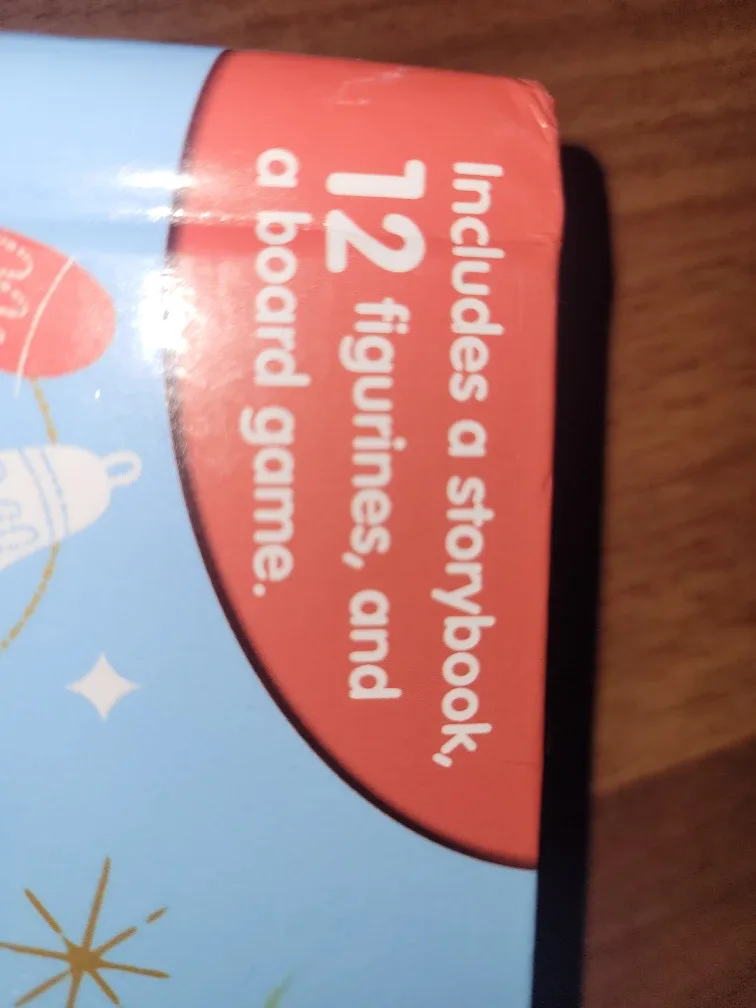 Includes a storybook,
12 figurines, and
a board game.